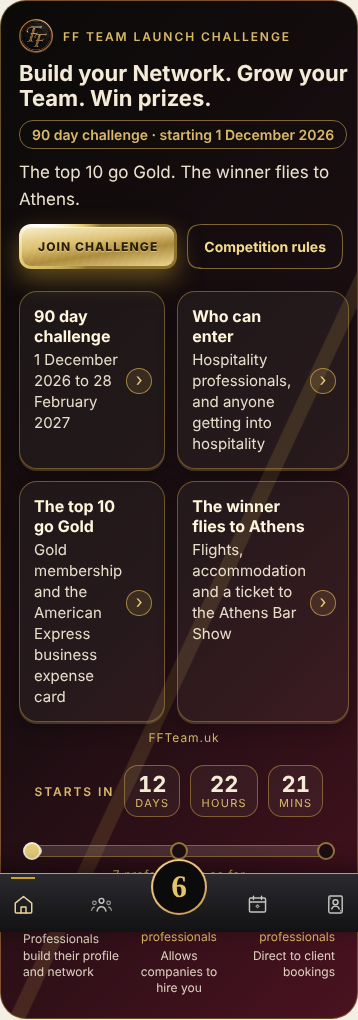 FF
FF TEAM LAUNCH CHALLENGE
Build your Network. Grow your
Team. Win prizes.
90 day challenge · starting 1 December 2026
The top 10 go Gold. The winner flies to
Athens.
JOIN CHALLENGE
Competition rules
90 day
challenge
1 December
2026 to 28
February
2027
Who can
enter
Hospitality
professionals,
and anyone
getting into
hospitality
The top 10
go Gold
Gold
membership
and the
American
Express
business
expense
card
The winner
flies to Athens
Flights,
accommodation
and a ticket to
the Athens Bar
Show
FFTeam.uk
STARTS IN
12
DAYS
22
HOURS
21
MINS
6
Professionals
build their profile
and network
professionals
Allows
companies to
hire you
professionals
Direct to client
bookings